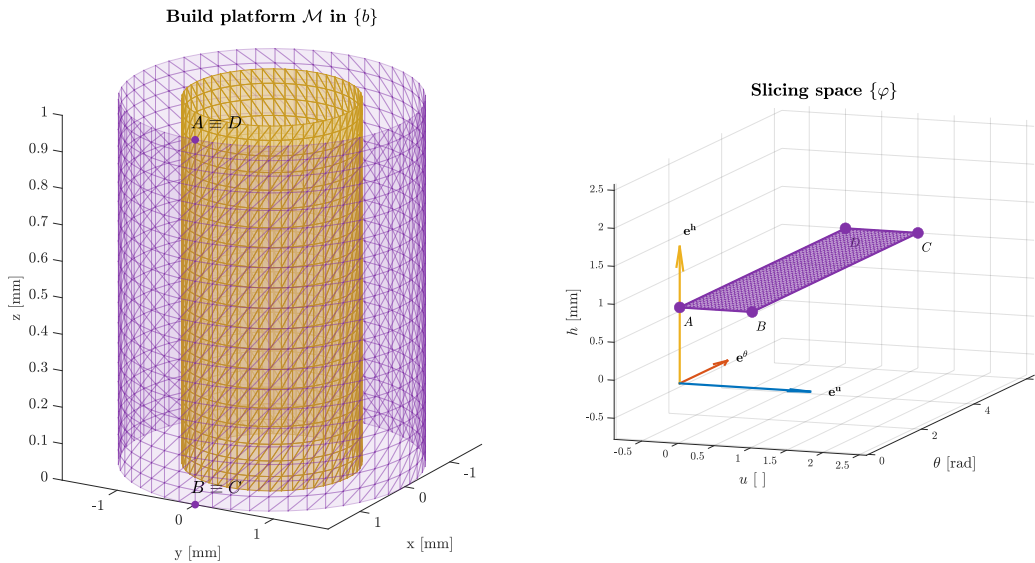 Build platform ℳ in {b}
A ≡ D
B ≡ C
1
0.9
0.8
0.7
0.6
0.5
0.4
0.3
0.2
0.1
0
z [mm]
-1
0
1
y [mm]
-1
0
1
x [mm]
Slicing space {φ}
2.5
2
1.5
1
0.5
0
-0.5
h [mm]
e^h
A
B
C
D
e^θ
e^u
-0.5
0
0.5
1
1.5
2
2.5
u [ ]
0
2
4
θ [rad]